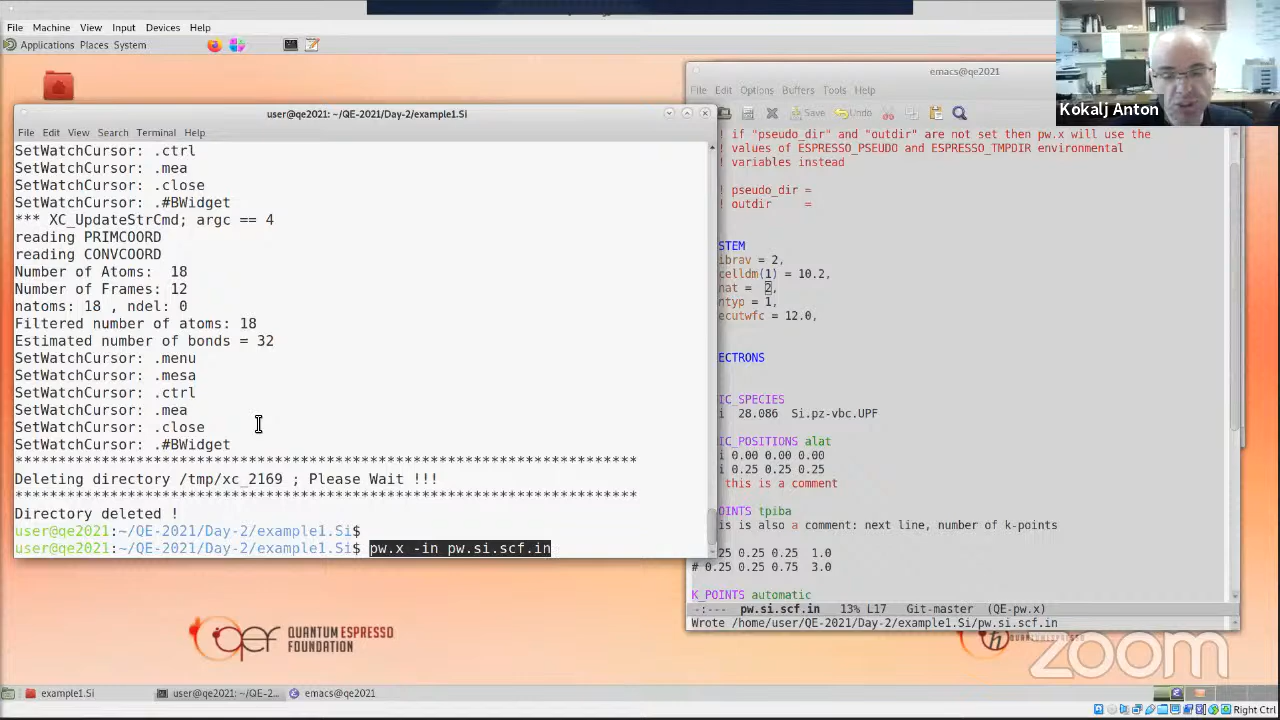 File Machine View Input Devices Help
Applications Places System
Kokalj Anton
user@qe2021: ~/QE-2021/Day-2/example1.Si
File Edit View Search Terminal Help
SetWatchCursor: .ctrl
SetWatchCursor: .mea
SetWatchCursor: .close
SetWatchCursor: .#BWidget
*** XC_UpdateStrCmd; argc == 4
reading PRIMCOORD
reading CONVCOORD
Number of Atoms:  18
Number of Frames: 12
natoms: 18 , ndel: 0
Filtered number of atoms: 18
Estimated number of bonds = 32
SetWatchCursor: .menu
SetWatchCursor: .mesa
SetWatchCursor: .ctrl
SetWatchCursor: .mea
SetWatchCursor: .close
SetWatchCursor: .#BWidget
************************************************************************
Deleting directory /tmp/xc_2169 ; Please Wait !!!
************************************************************************
Directory deleted !
user@qe2021:~/QE-2021/Day-2/example1.Si$
user@qe2021:~/QE-2021/Day-2/example1.Si$ pw.x -in pw.si.scf.in
emacs@qe2021
File Edit Options Buffers Tools Help
Save Undo
! if "pseudo_dir" and "outdir" are not set then pw.x will use the
! values of ESPRESSO_PSEUDO and ESPRESSO_TMPDIR environmental
! variables instead
! pseudo_dir =
! outdir     =
STEM
ibrav = 2,
celldm(1) = 10.2,
nat =  2,
ntyp = 1,
ecutwfc = 12.0,
ECTRONS
IC_SPECIES
i  28.086  Si.pz-vbc.UPF
IC_POSITIONS alat
i 0.00 0.00 0.00
i 0.25 0.25 0.25
this is a comment
POINTS tpiba
is is also a comment: next line, number of k-points
.25 0.25 0.25  1.0
# 0.25 0.25 0.75  3.0
K_POINTS automatic
-:--- pw.si.scf.in 13% L17 Git-master (QE-pw.x)
Wrote /home/user/QE-2021/Day-2/example1.Si/pw.si.scf.in
QUANTUM ESPRESSO
FOUNDATION
zoom
example1.Si
user@qe2021: ~/QE-2...
emacs@qe2021
Right Ctrl